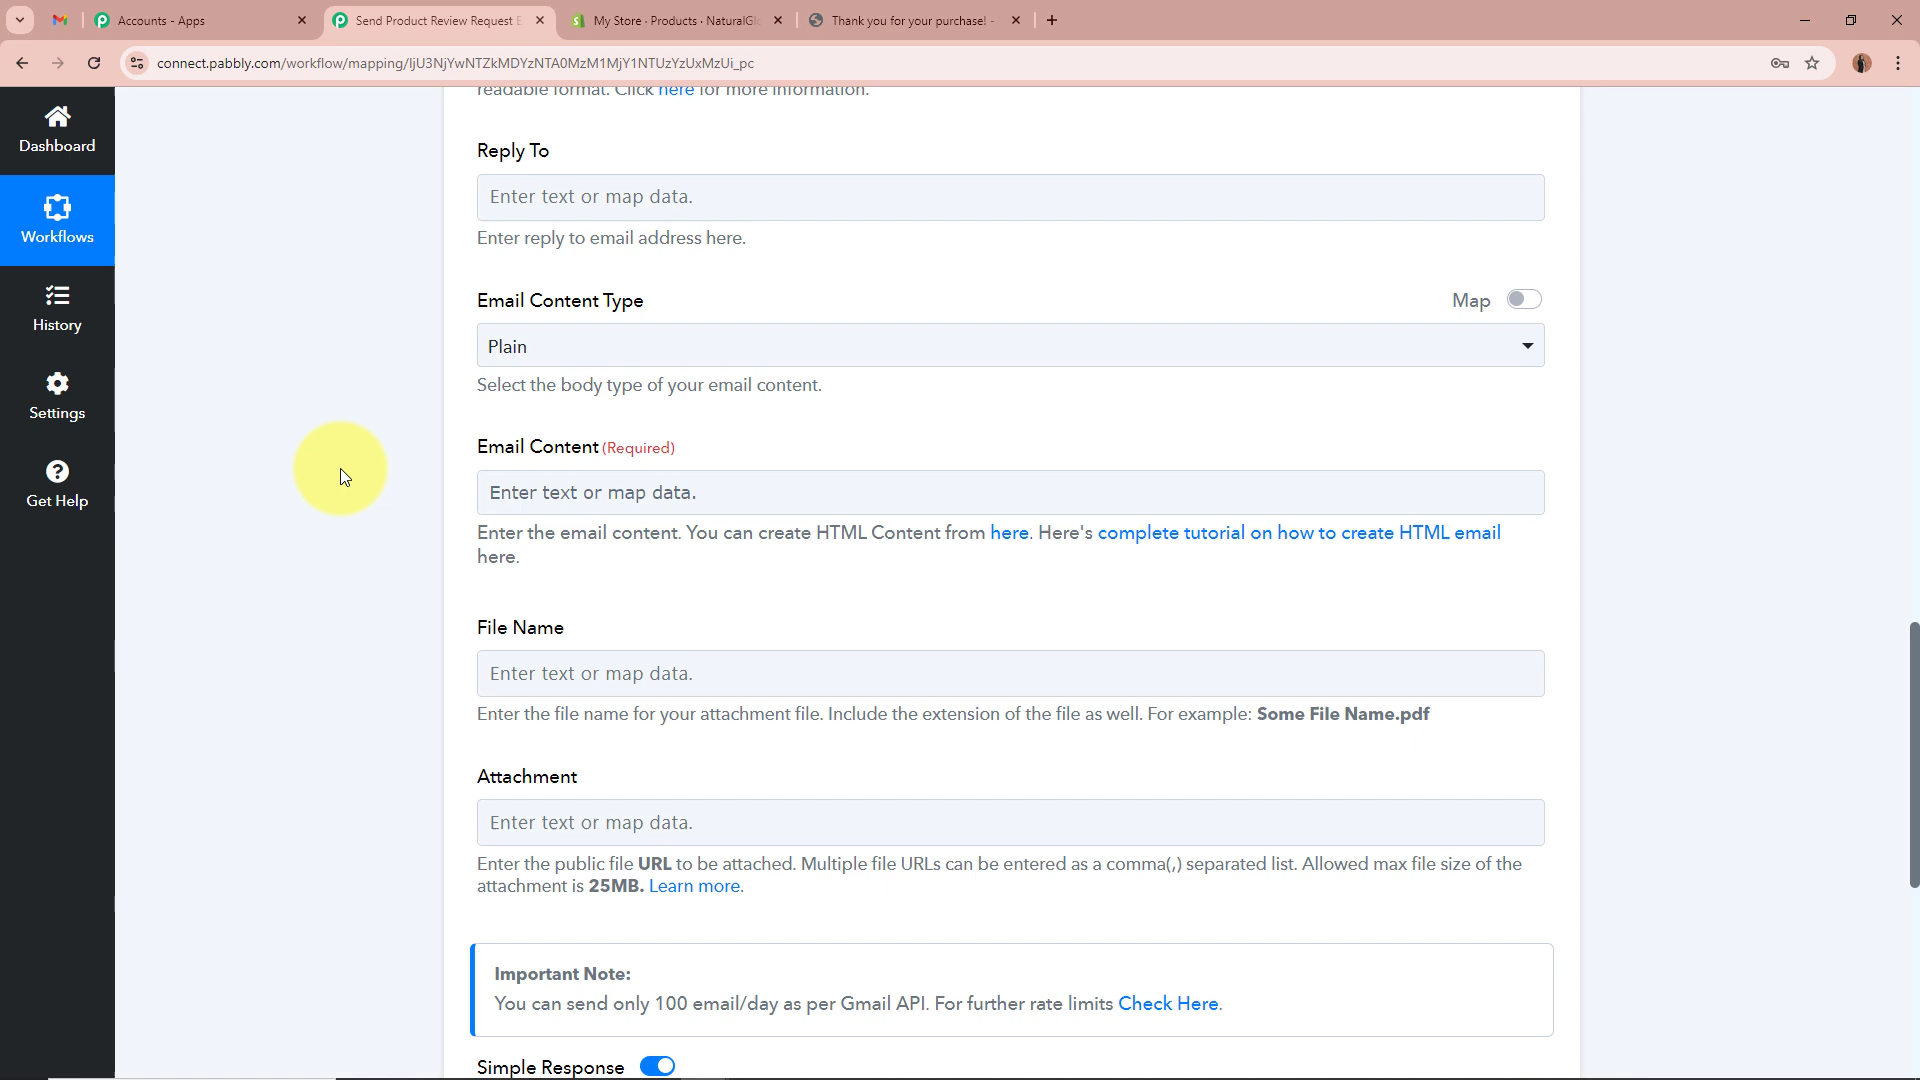 Accounts - Apps
Send Product Review Request E
My Store · Products · NaturalGlo
Thank you for your purchase! -
connect.pabbly.com/workflow/mapping/IjU3NjYwNTZkMDYzNTA0MzM1MjY1NTUzYzUxMzUi_pc
readable format. Click here for more information.
Dashboard
Workflows
History
Settings
Get Help
Reply To
Enter text or map data.
Enter reply to email address here.
Email Content Type
Map
Plain
Select the body type of your email content.
Email Content (Required)
Enter text or map data.
Enter the email content. You can create HTML Content from here. Here's complete tutorial on how to create HTML email
here.
File Name
Enter text or map data.
Enter the file name for your attachment file. Include the extension of the file as well. For example: Some File Name.pdf
Attachment
Enter text or map data.
Enter the public file URL to be attached. Multiple file URLs can be entered as a comma(,) separated list. Allowed max file size of the
attachment is 25MB. Learn more.
Important Note:
You can send only 100 email/day as per Gmail API. For further rate limits Check Here.
Simple Response